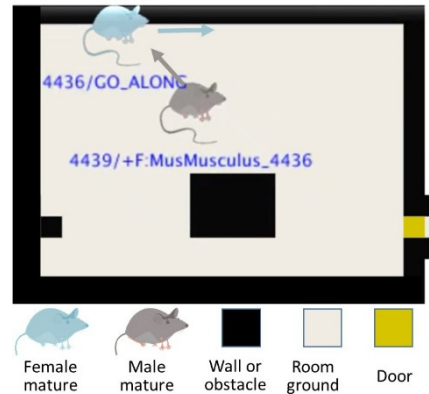 4436/GO_ALONG
4439/+F:MusMusculus_4436
Female mature
Male mature
Wall or obstacle
Room ground
Door